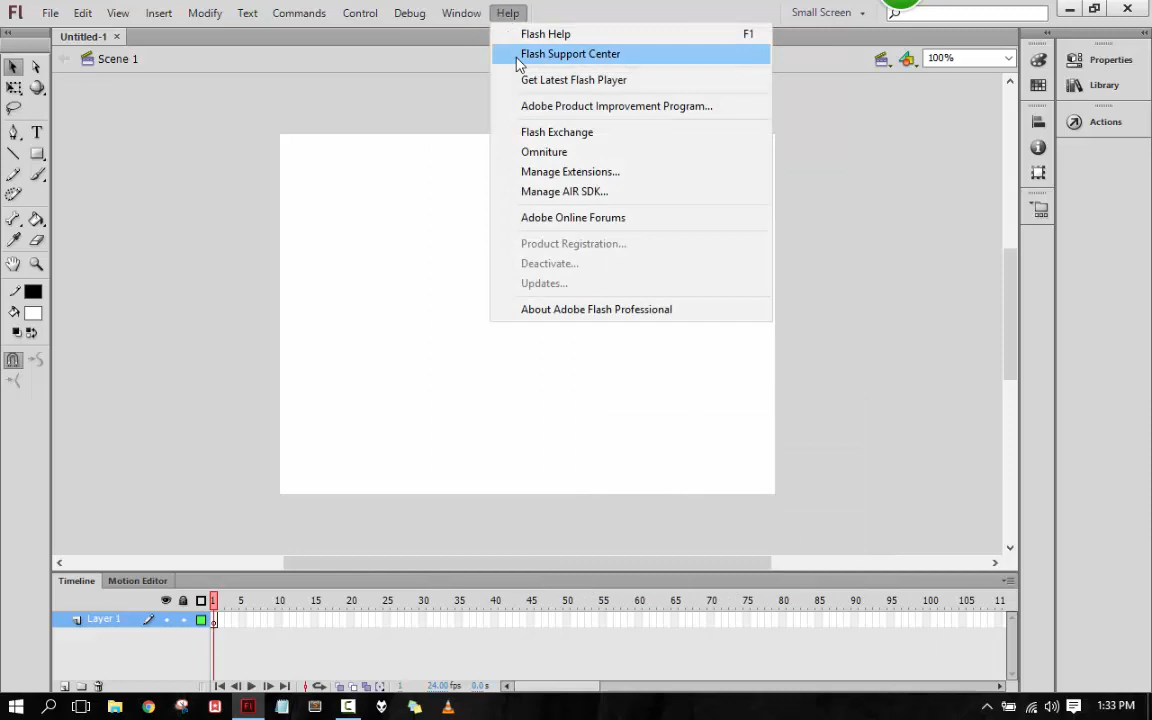 Fl File Edit View Insert Modify Text Commands Control Debug Window Help Small Screen
Untitled-1 ×
Scene 1 100%
Flash Help F1
Flash Support Center
Get Latest Flash Player
Adobe Product Improvement Program...
Flash Exchange
Omniture
Manage Extensions...
Manage AIR SDK...
Adobe Online Forums
Product Registration...
Deactivate...
Updates...
About Adobe Flash Professional
Properties
Library
Actions
T
Timeline Motion Editor
1 5 10 15 20 25 30 35 40 45 50 55 60 65 70 75 80 85 90 95 100 105 11
Layer 1
1 24.00 fps 0.0 s
Fl 1:33 PM